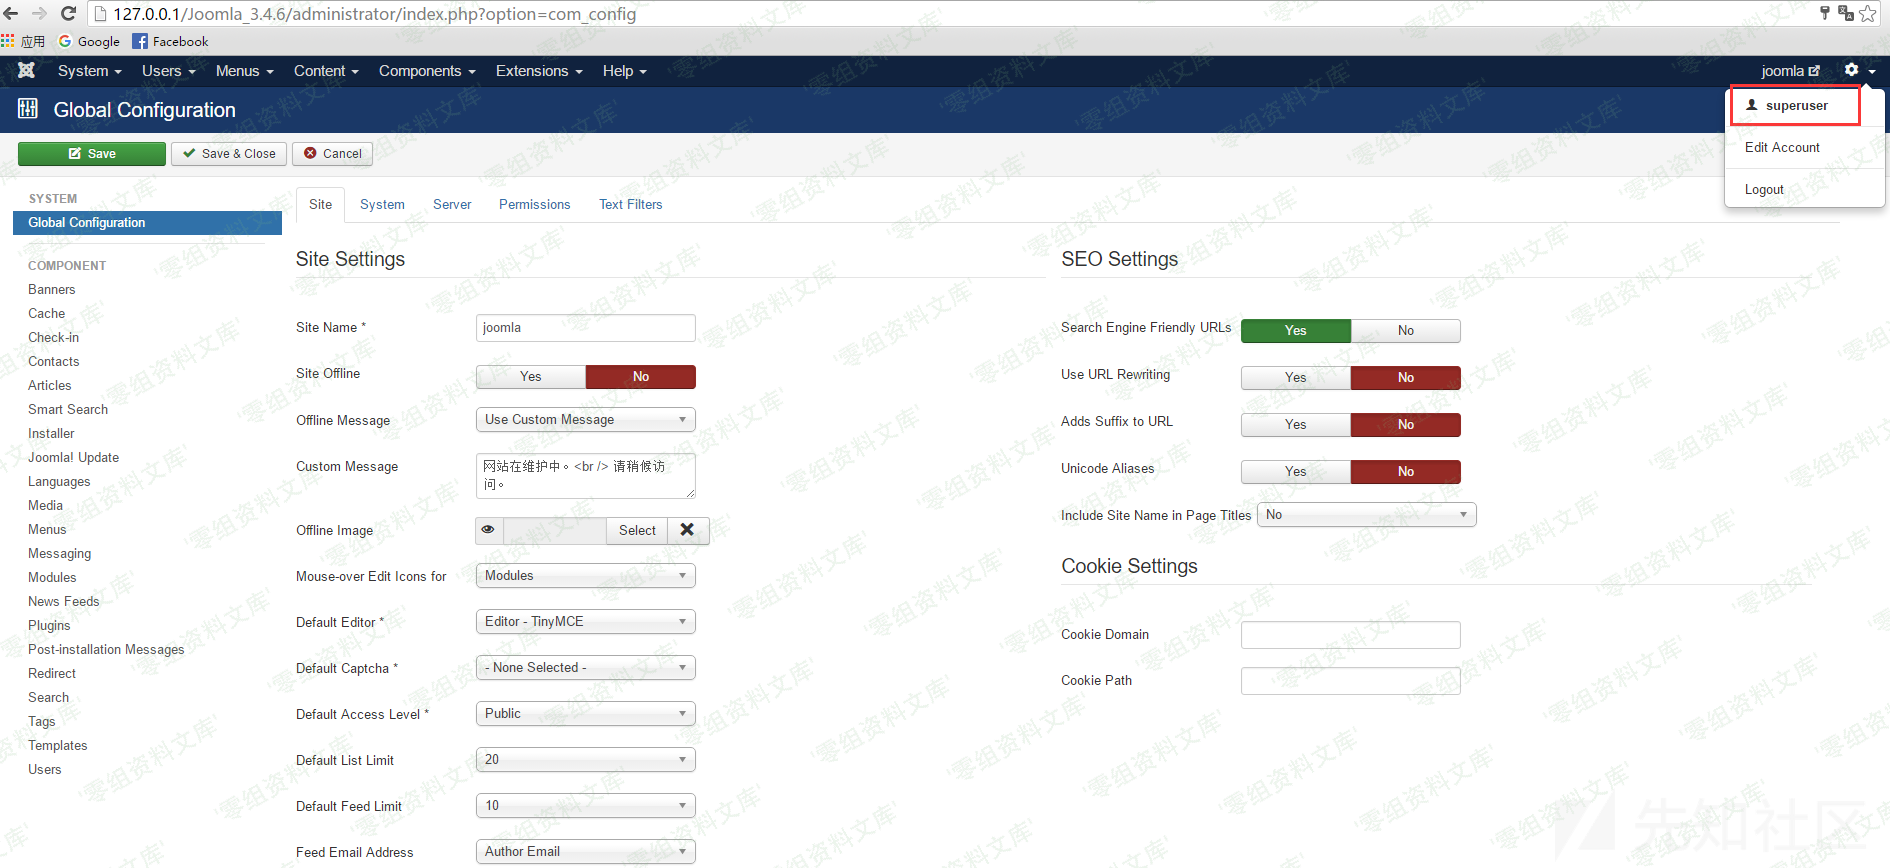 127.0.0.1/Joomla_3.4.6/administrator/index.php?option=com_config
应用 Google Facebook
System Users Menus Content Components Extensions Help joomla
Global Configuration
superuser
Edit Account
Logout
Save Save & Close Cancel
SYSTEM
Global Configuration
COMPONENT
Banners
Cache
Check-in
Contacts
Articles
Smart Search
Installer
Joomla! Update
Languages
Media
Menus
Messaging
Modules
News Feeds
Plugins
Post-installation Messages
Redirect
Search
Tags
Templates
Users
Site System Server Permissions Text Filters
Site Settings
Site Name * joomla
Site Offline Yes No
Offline Message Use Custom Message
Custom Message 网站在维护中。<br /> 请稍候访
问。
Offline Image Select
Mouse-over Edit Icons for Modules
Default Editor * Editor - TinyMCE
Default Captcha * - None Selected -
Default Access Level * Public
Default List Limit 20
Default Feed Limit 10
Feed Email Address Author Email
SEO Settings
Search Engine Friendly URLs Yes No
Use URL Rewriting Yes No
Adds Suffix to URL Yes No
Unicode Aliases Yes No
Include Site Name in Page Titles No
Cookie Settings
Cookie Domain
Cookie Path
'零组资料文库'
先知社区